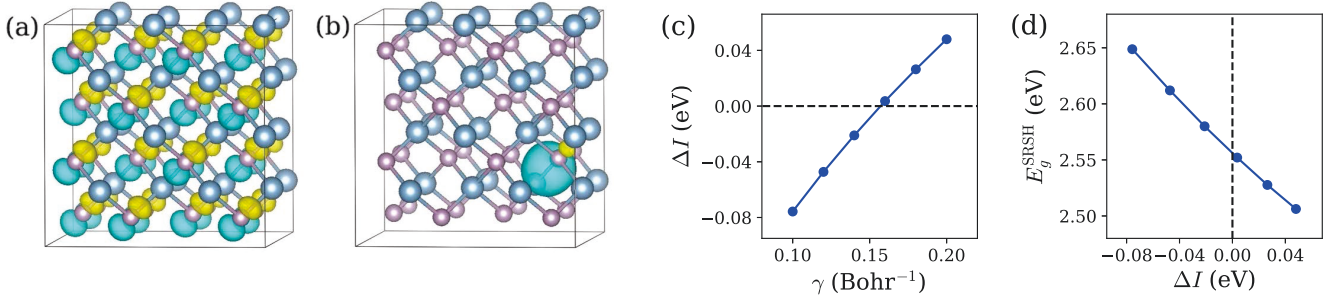 (a)
(b)
(c)
0.04
0.00
−0.04
−0.08
ΔI (eV)
0.10
0.15
0.20
γ (Bohr⁻¹)
(d)
2.65
2.60
2.55
2.50
E_g^SRSH (eV)
−0.08
−0.04
0.00
0.04
ΔI (eV)